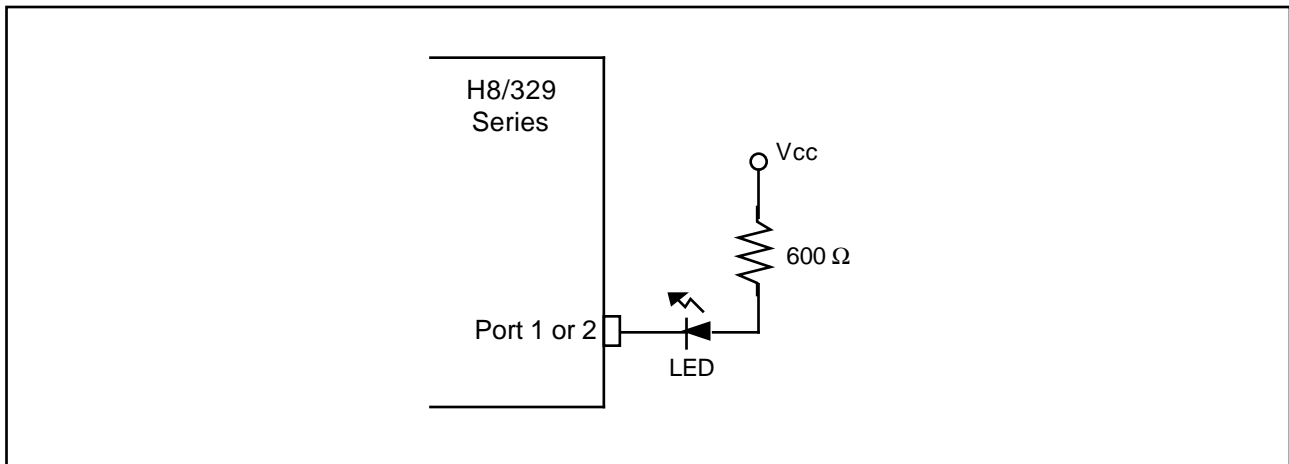 H8/329
Series
Vcc
600 Ω
Port 1 or 2
LED